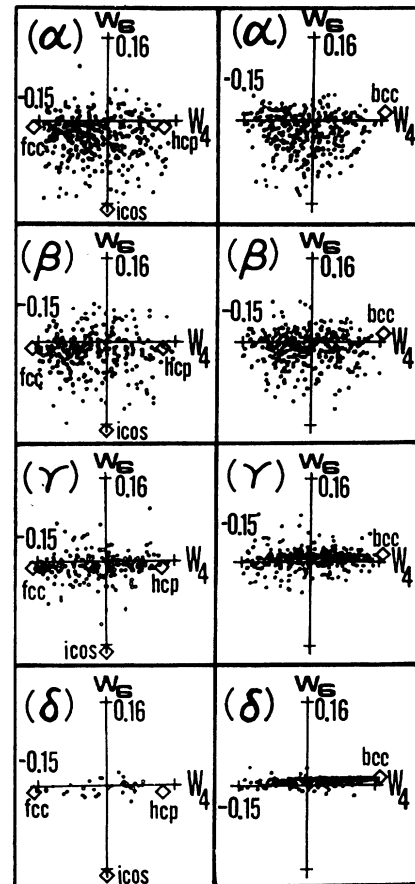 (α) W6 0.16
-0.15 W4
fcc hcp
icos
(α) W6 0.16
-0.15 bcc W4
(β) W6 0.16
-0.15 W4
fcc hcp
icos
(β) W6 0.16
-0.15 bcc W4
(γ) W6 0.16
-0.15 W4
fcc hcp
icos
(γ) W6 0.16
-0.15 bcc W4
(δ) W6 0.16
-0.15 W4
fcc hcp
icos
(δ) W6 0.16
bcc
-0.15 W4